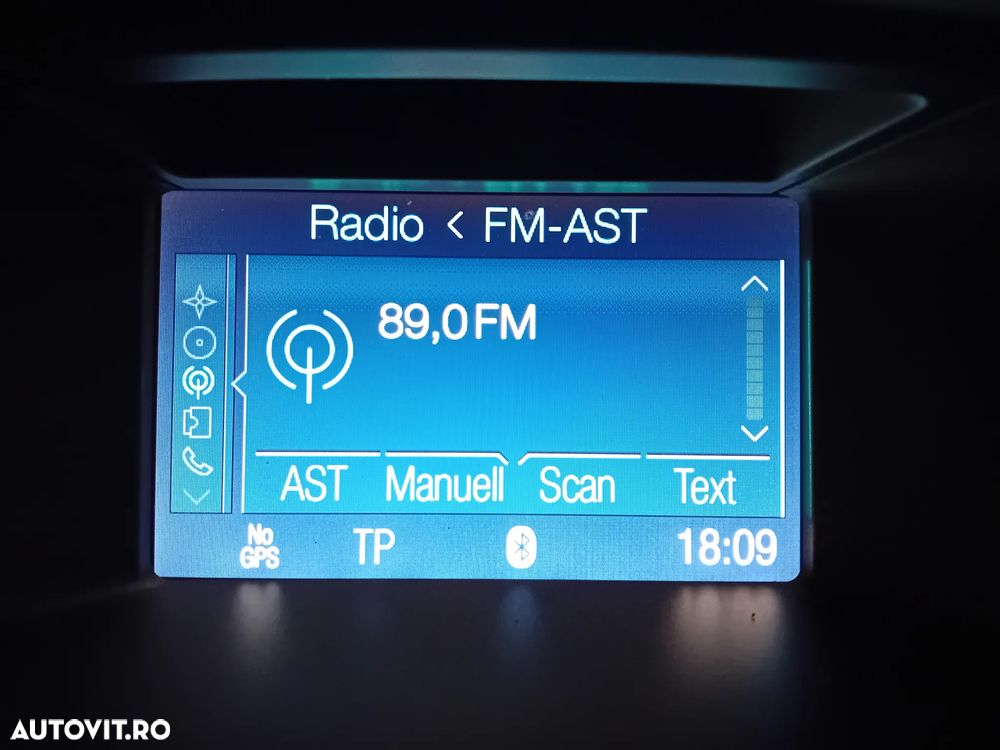 Radio < FM-AST
89,0 FM
AST Manuell Scan Text
No
GPS
TP
18:09
AUTOVIT.RO